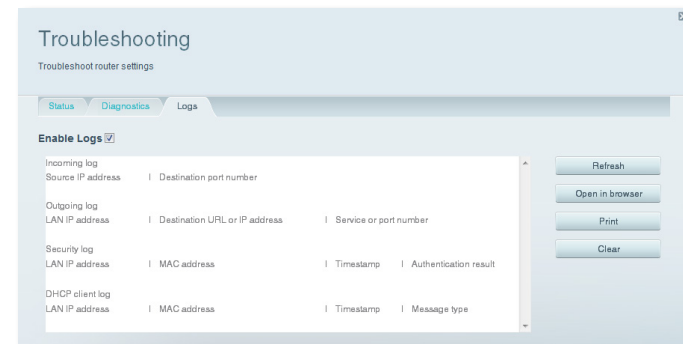 Troubleshooting
Troubleshoot router settings
Status Diagnostics Logs
Enable Logs
Incoming log
Source IP address | Destination port number
Outgoing log
LAN IP address | Destination URL or IP address | Service or port number
Security log
LAN IP address | MAC address | Timestamp | Authentication result
DHCP client log
LAN IP address | MAC address | Timestamp | Message type
Refresh
Open in browser
Print
Clear